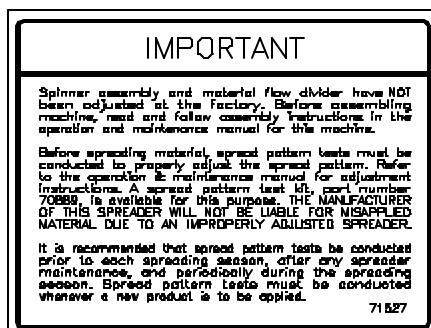 IMPORTANT
Spinner assembly and material flow divider have NOT
been adjusted at the factory. Before assembling
machine, read and follow assembly instructions in the
operation and maintenance manual for this machine.
Before spreading material, spread pattern tests must be
conducted to properly adjust the spread pattern. Refer
to the operation & maintenance manual for adjustment
instructions. A spread pattern test kit, part number
70889, is available for this purpose. THE MANUFACTURER
OF THIS SPREADER WILL NOT BE LIABLE FOR MISAPPLIED
MATERIAL DUE TO AN IMPROPERLY ADJUSTED SPREADER.
It is recommended that spread pattern tests be conducted
prior to each spreading season, after any spreader
maintenance, and periodically during the spreading
season. Spread pattern tests must be conducted
whenever a new product is to be applied.
71527